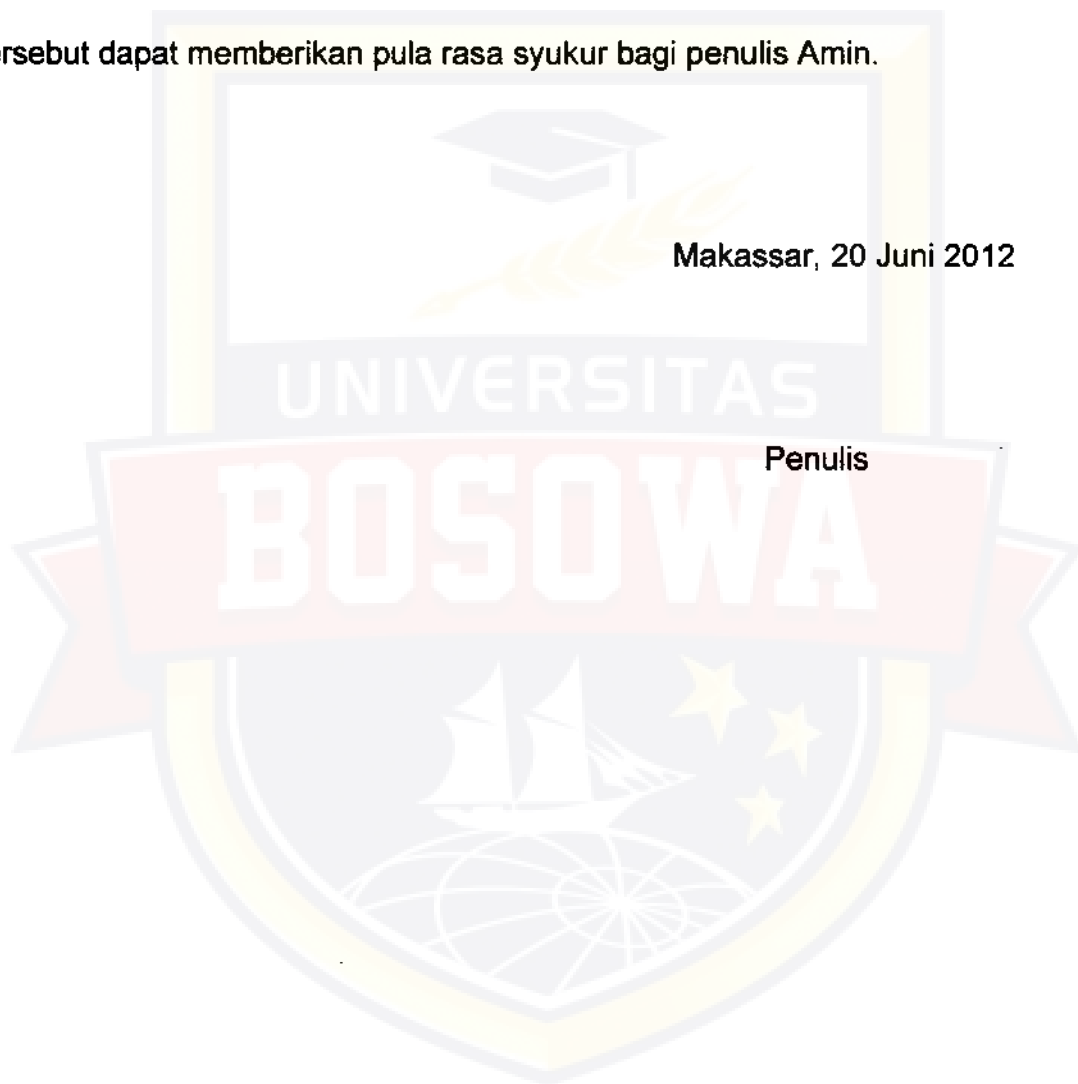 ersebut dapat memberikan pula rasa syukur bagi penulis Amin.
Makassar, 20 Juni 2012
UNIVERSITAS
Penulis
BOSOWA